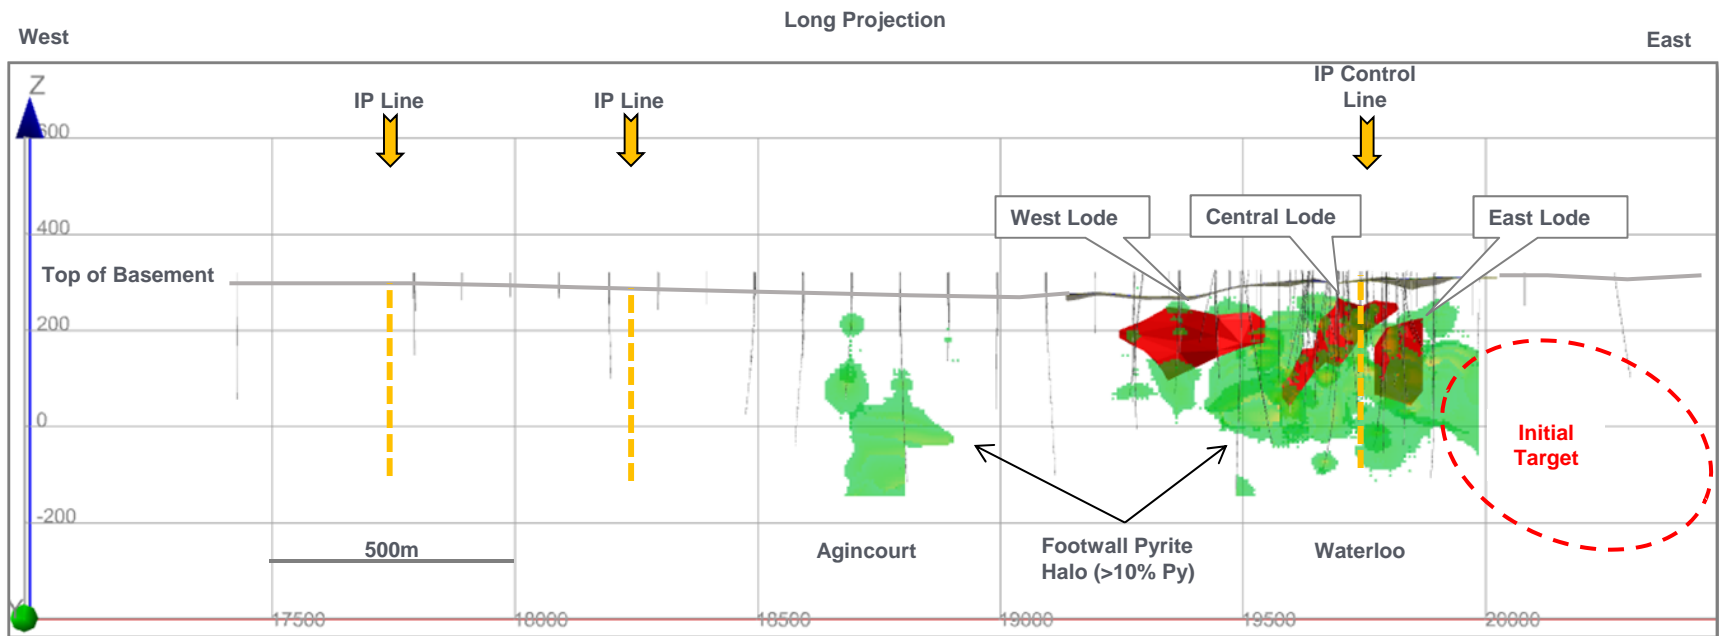 Long Projection
West
East
Z
IP Line
IP Line
IP Control
Line
600
400
West Lode
Central Lode
East Lode
Top of Basement
200
0
Initial
Target
-200
500m
Agincourt
Footwall Pyrite
Halo (>10% Py)
Waterloo
17500
18000
18500
19000
19500
20000